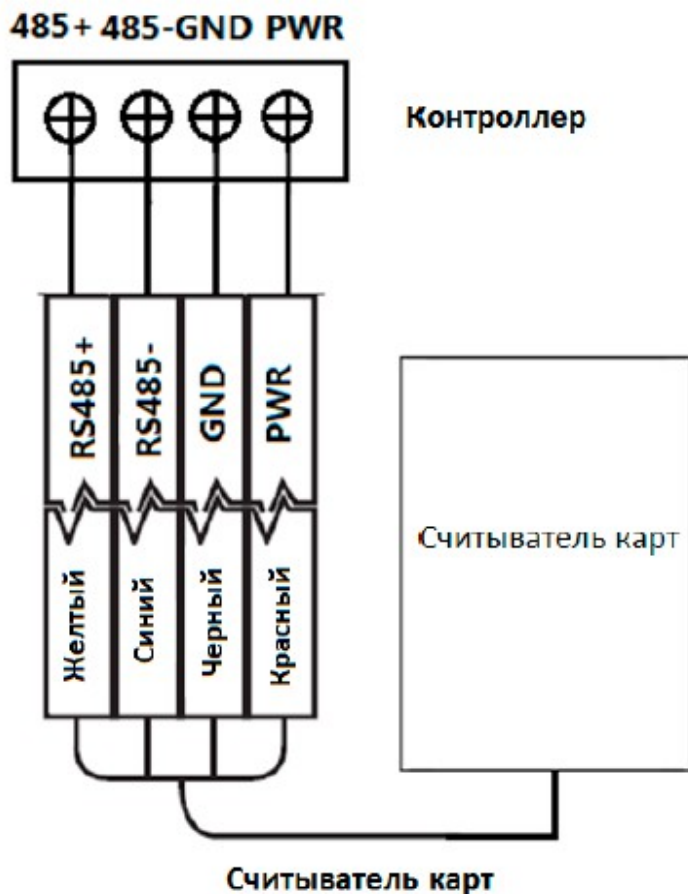 485+ 485-GND PWR
Контроллер
RS485+
RS485-
GND
PWR
Желтый
Синий
Черный
Красный
Считыватель карт
Считыватель карт